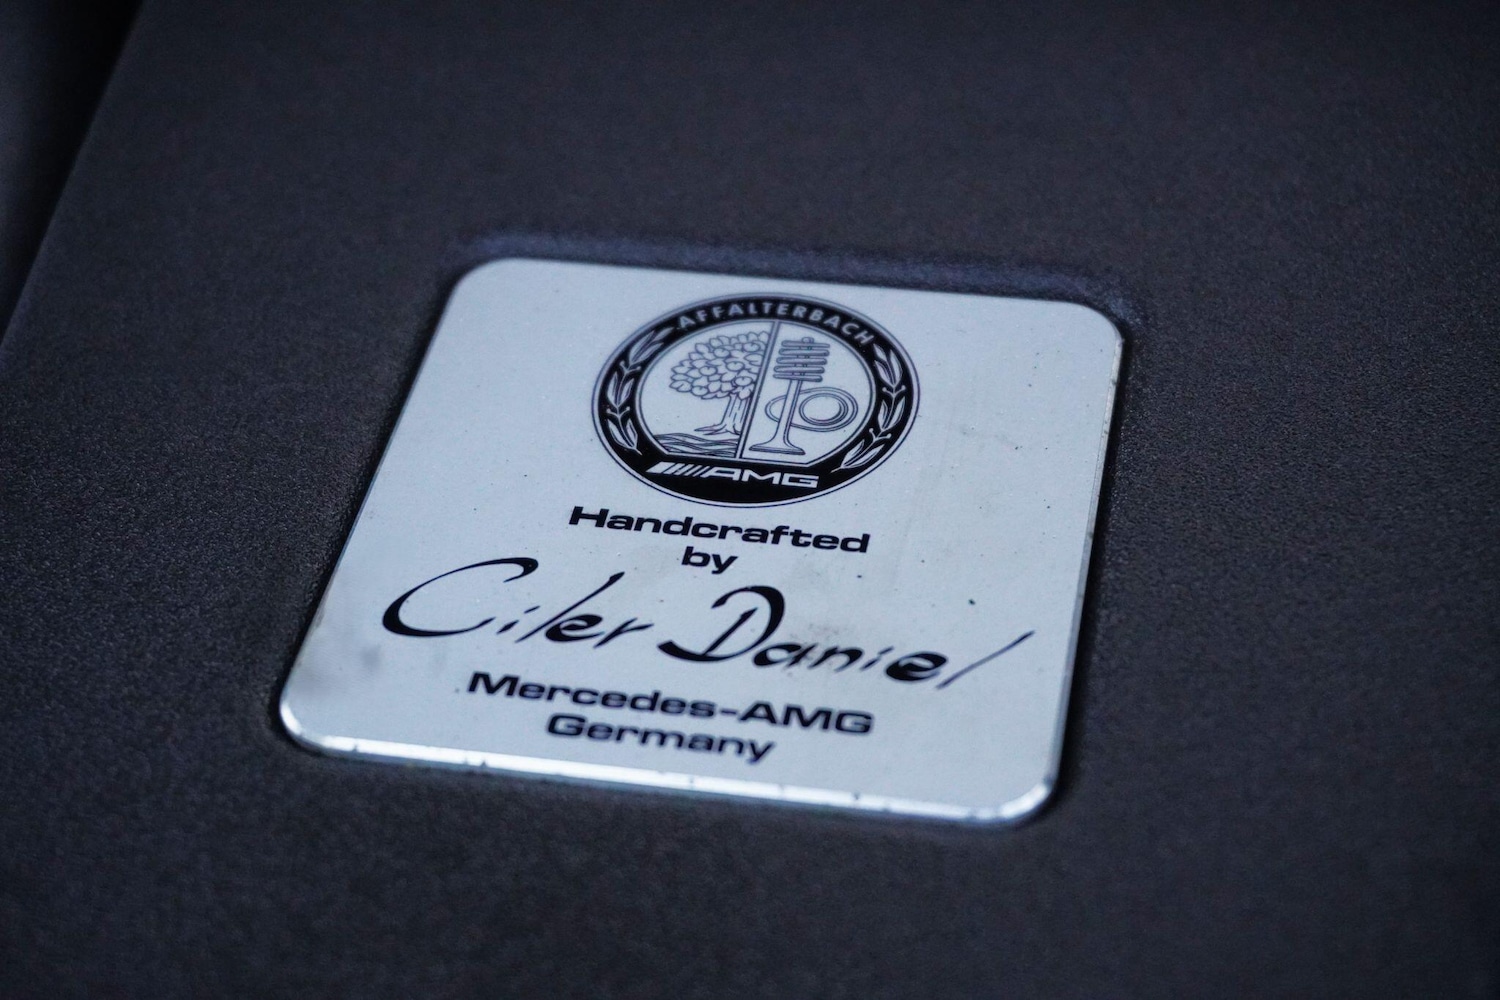 AFFALTERBACH
AMG
Handcrafted
by
Ciler Daniel
Mercedes-AMG
Germany